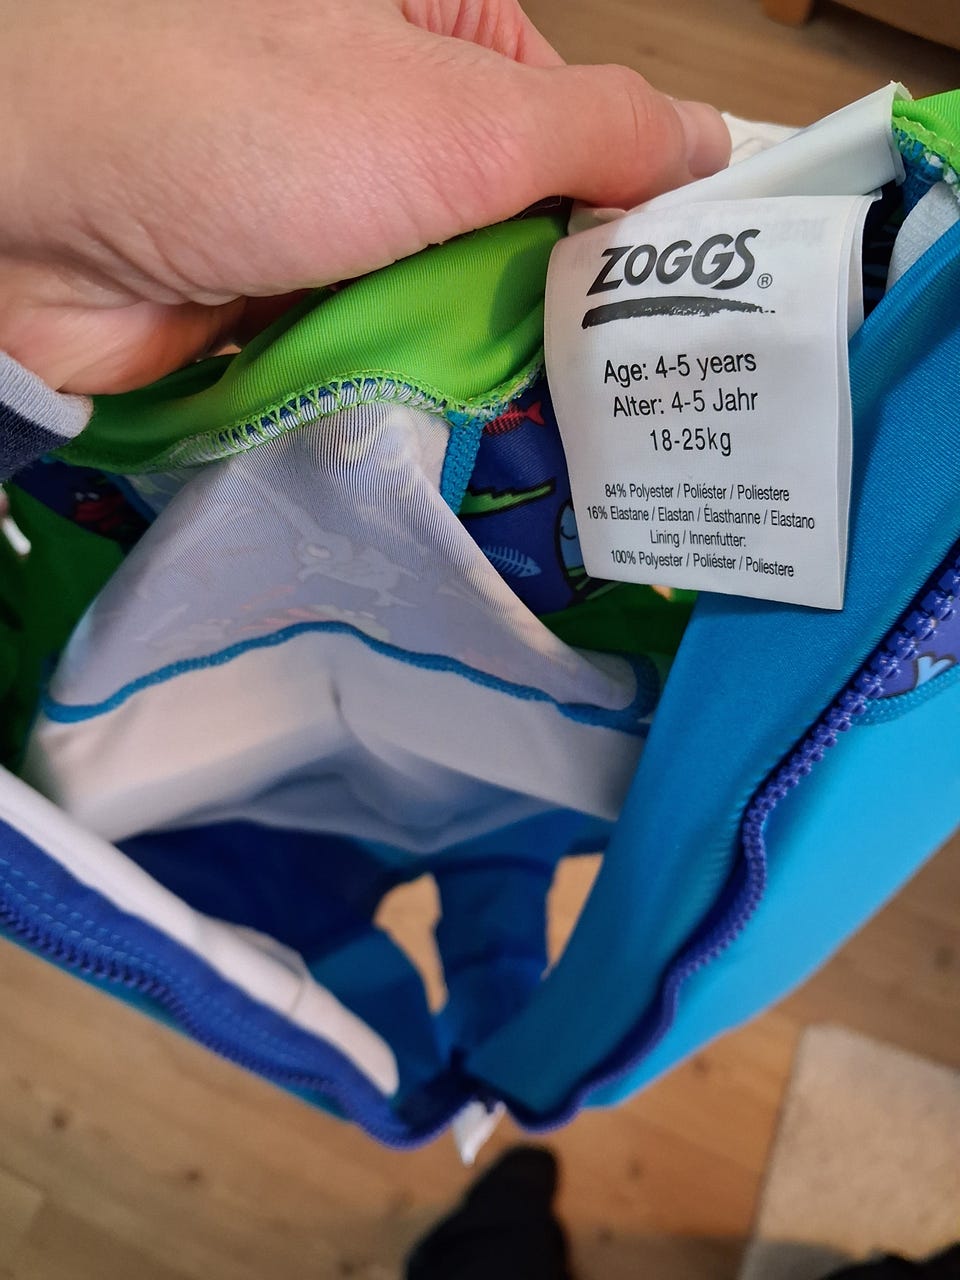 ZOGGS®
Age: 4-5 years
Alter: 4-5 Jahr
18-25kg
84% Polyester / Poliéster / Poliestere
16% Elastane / Elastan / Élasthanne / Elastano
Lining / Innenfutter:
100% Polyester / Poliéster / Poliestere